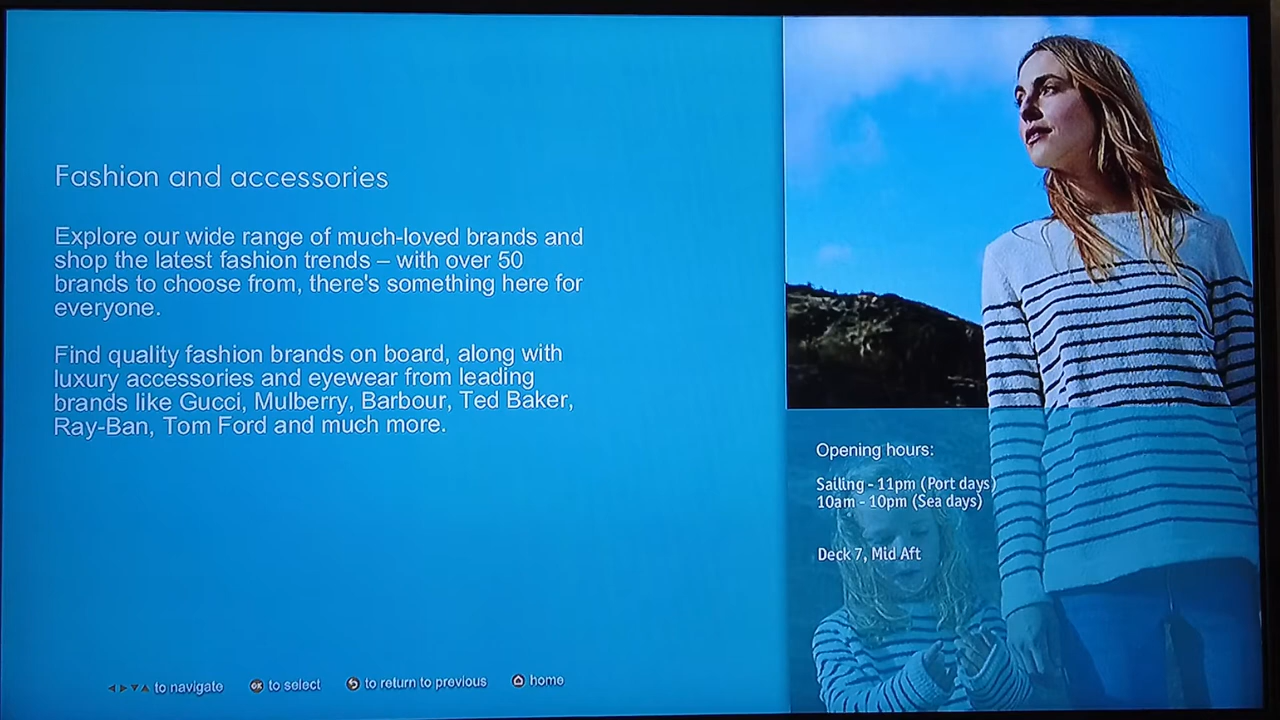 Fashion and accessories
Explore our wide range of much-loved brands and
shop the latest fashion trends – with over 50
brands to choose from, there's something here for
everyone.
Find quality fashion brands on board, along with
luxury accessories and eyewear from leading
brands like Gucci, Mulberry, Barbour, Ted Baker,
Ray-Ban, Tom Ford and much more.
Opening hours:
Sailing - 11pm (Port days)
10am - 10pm (Sea days)
Deck 7, Mid Aft
to navigate OK to select to return to previous home